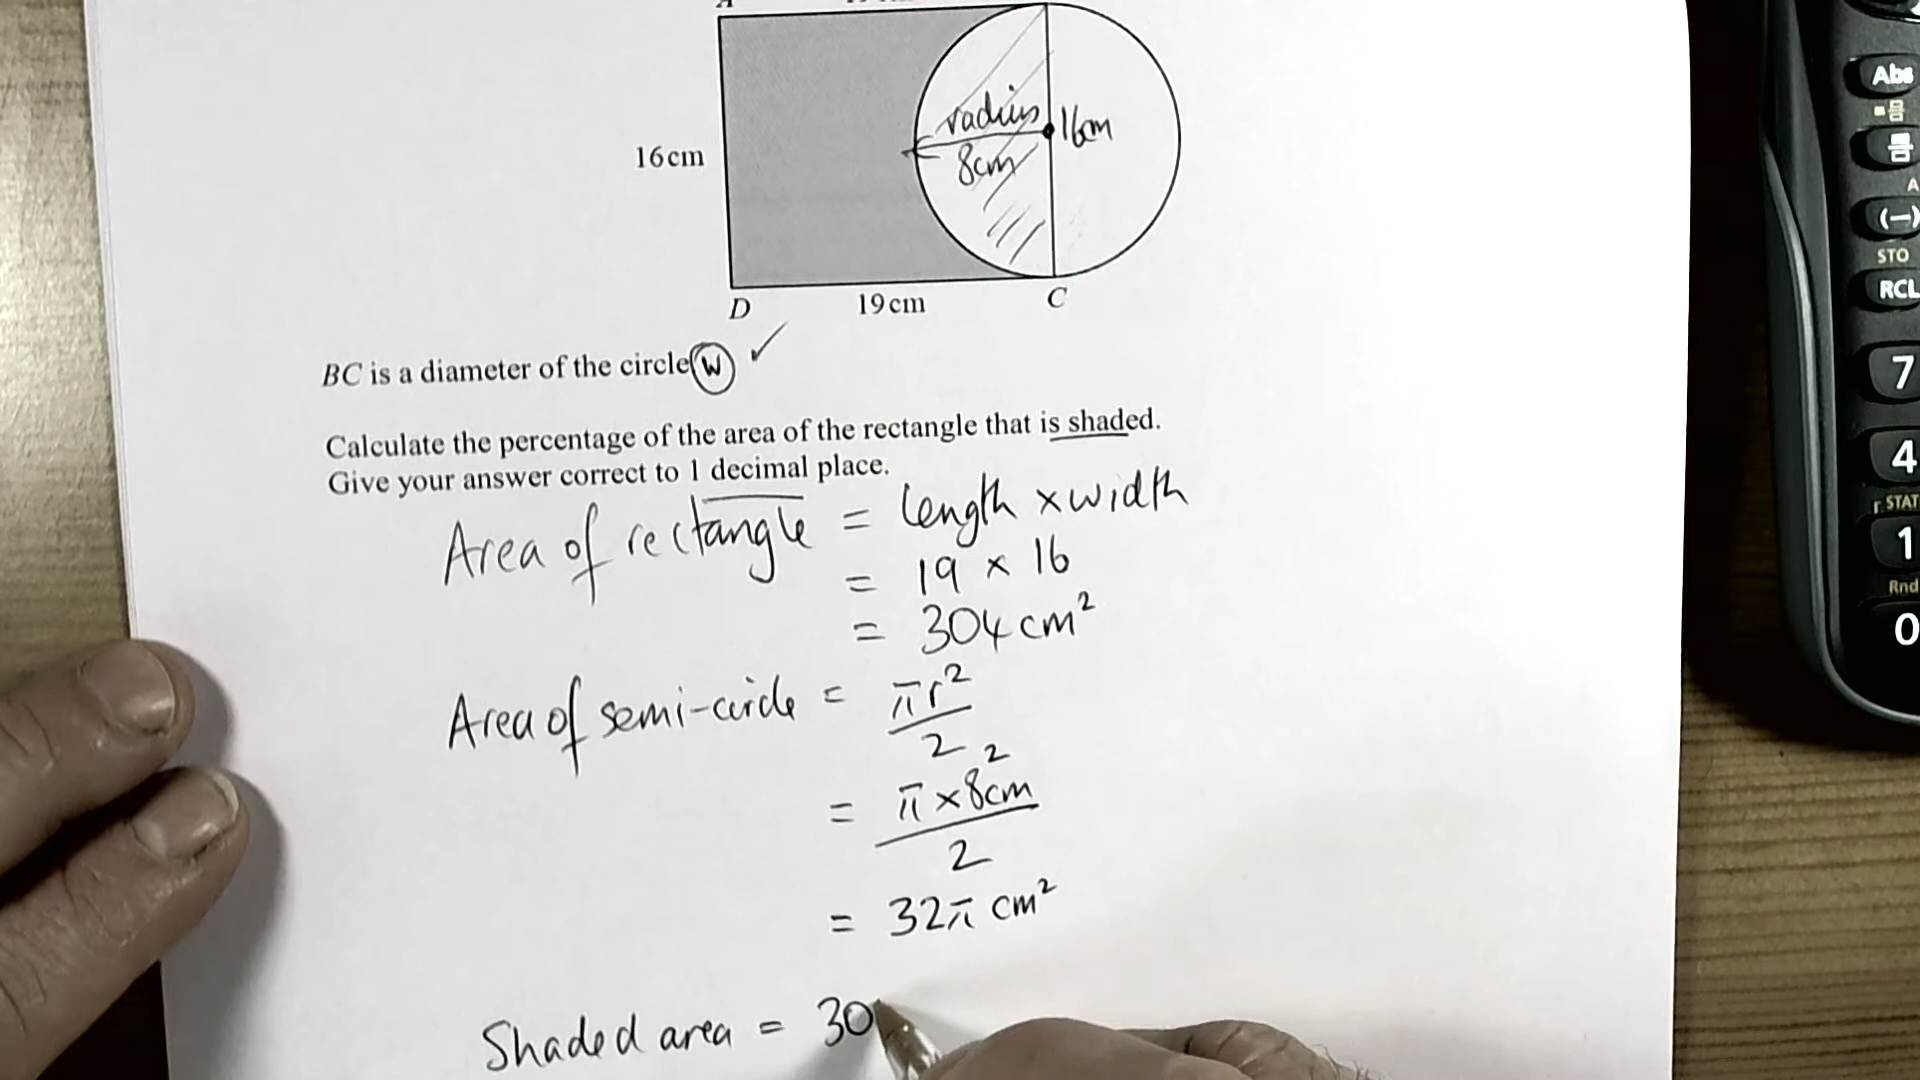 radius
16cm
16cm
8cm
D
19cm
C
BC is a diameter of the circle W ✓
Calculate the percentage of the area of the rectangle that is shaded.
Give your answer correct to 1 decimal place.
Area of rectangle = length × width
= 19 × 16
= 304 cm²
Area of semi-circle = πr²
2
= π × 8cm²
2
= 32π cm²
Shaded area = 30
Abs
A
(−)
STO
RCL
7
4
STAT
1
Rnd
0